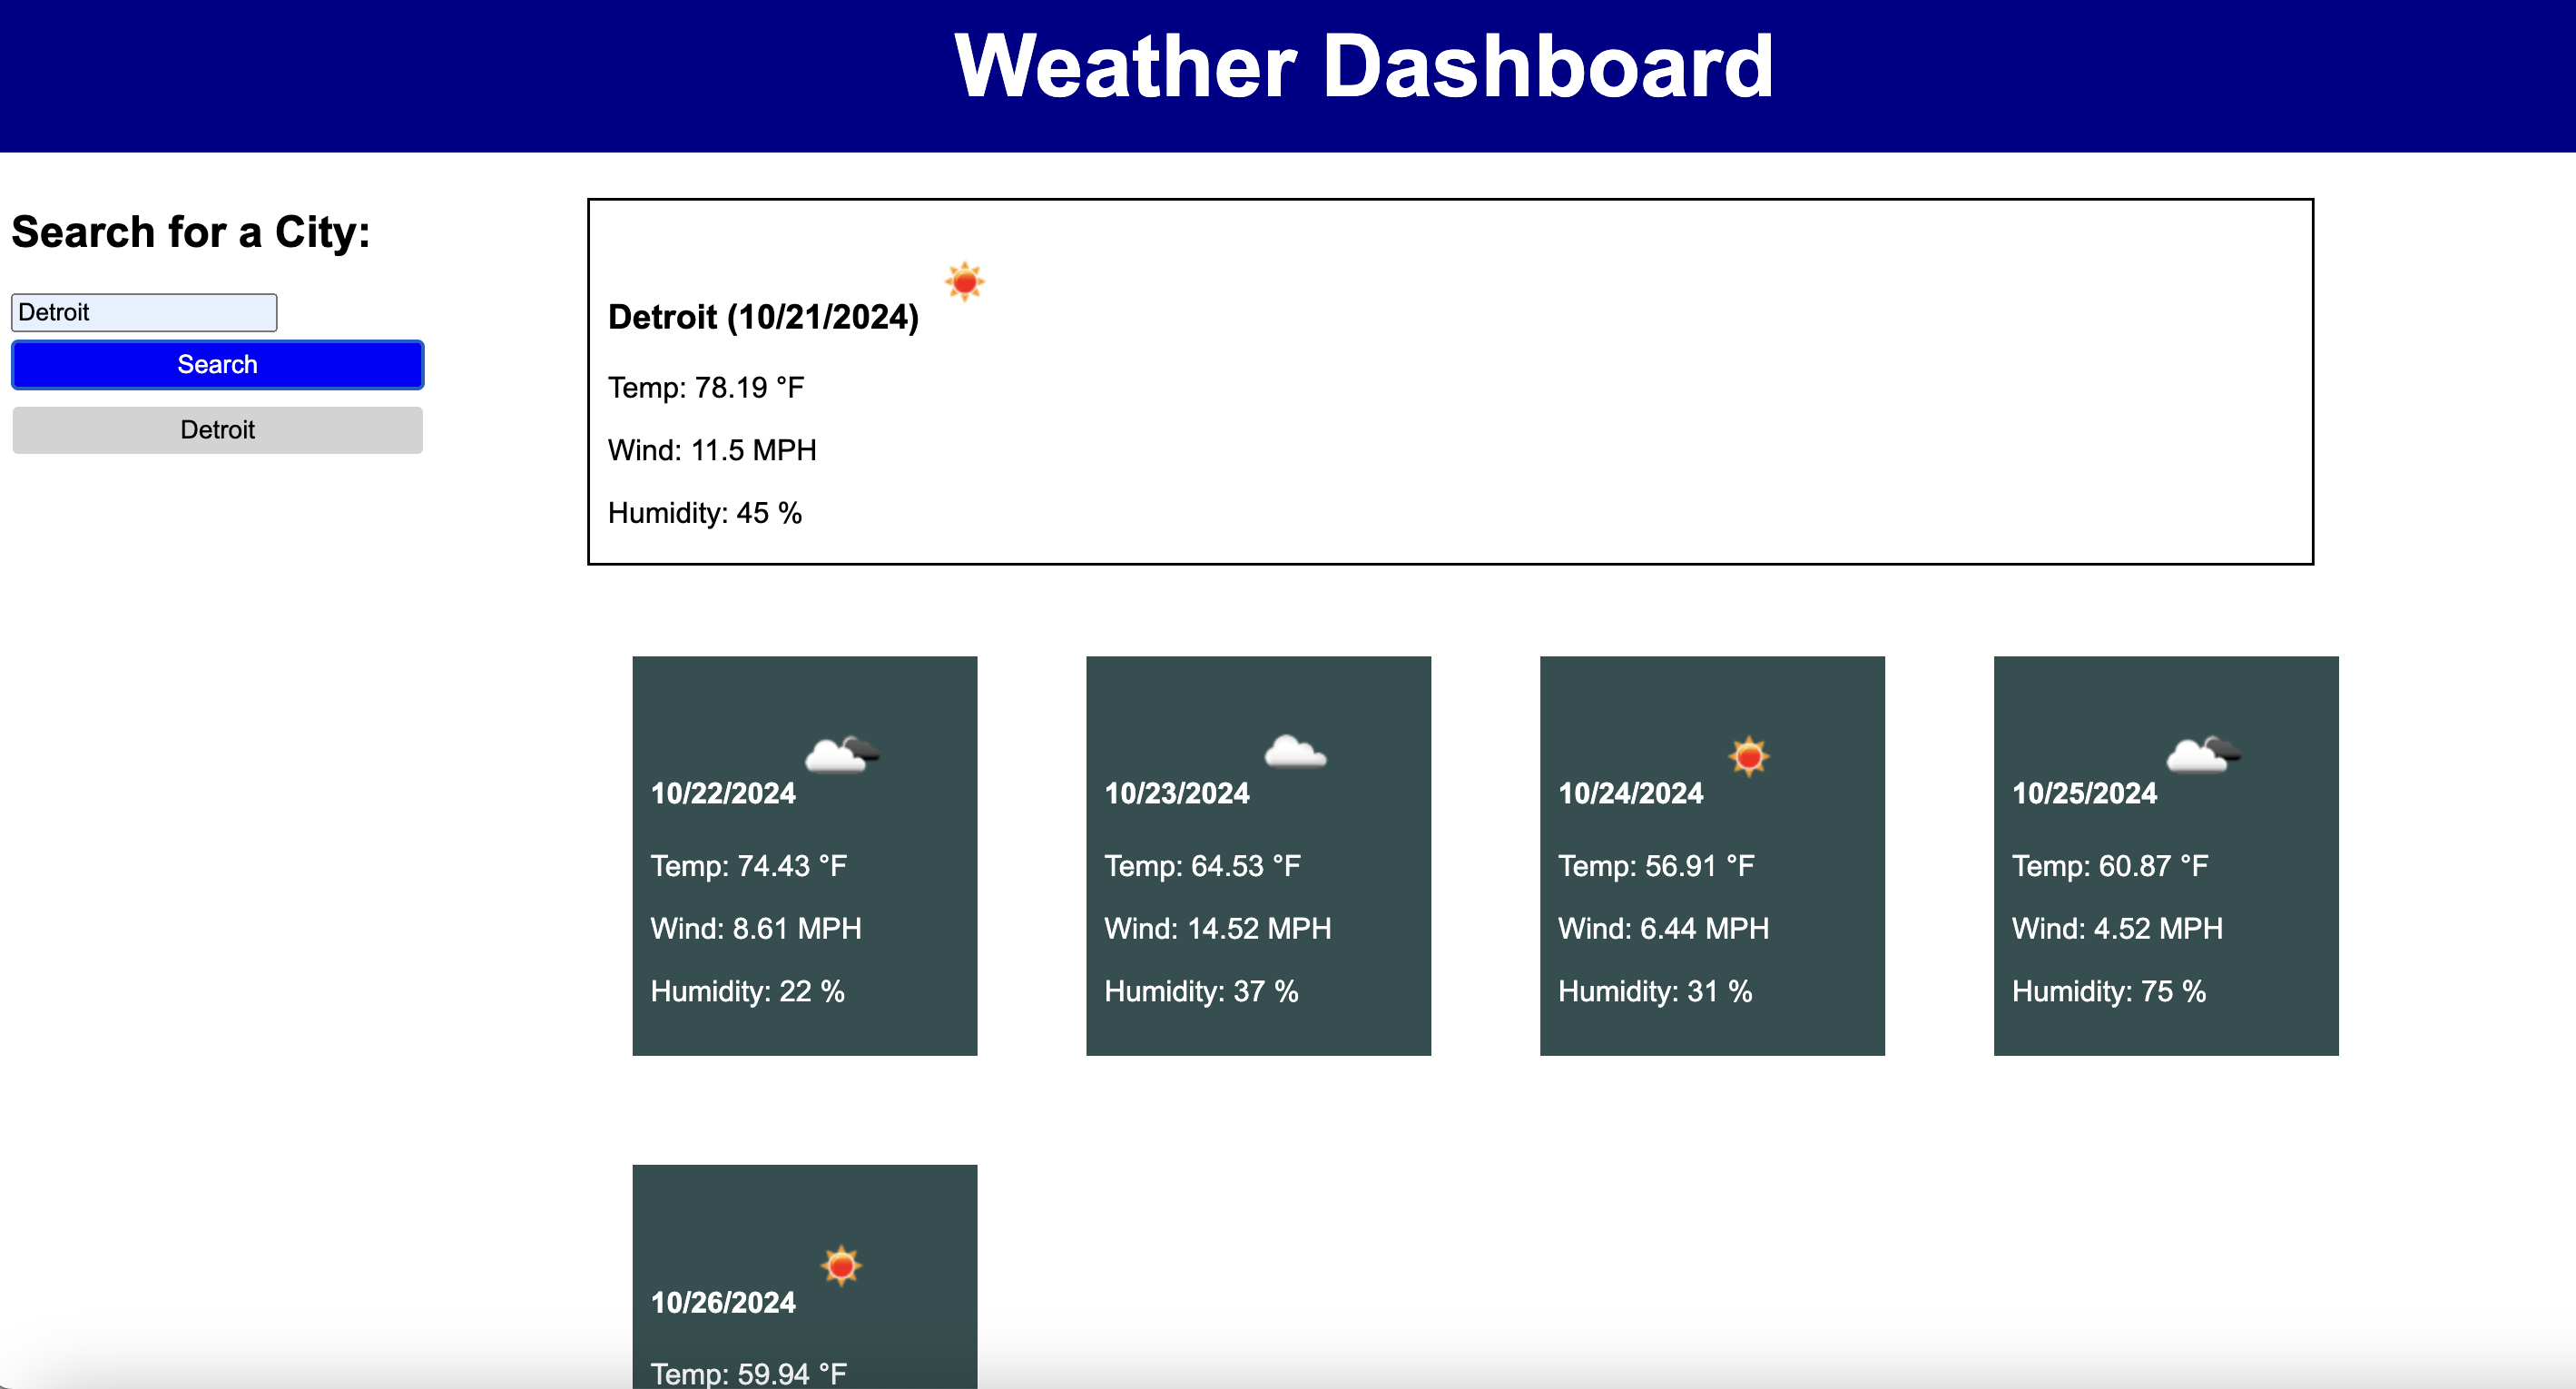 Weather Dashboard
Search for a City:
Detroit
Search
Detroit
Detroit (10/21/2024)
Temp: 78.19 °F
Wind: 11.5 MPH
Humidity: 45 %
10/22/2024
Temp: 74.43 °F
Wind: 8.61 MPH
Humidity: 22 %
10/23/2024
Temp: 64.53 °F
Wind: 14.52 MPH
Humidity: 37 %
10/24/2024
Temp: 56.91 °F
Wind: 6.44 MPH
Humidity: 31 %
10/25/2024
Temp: 60.87 °F
Wind: 4.52 MPH
Humidity: 75 %
10/26/2024
Temp: 59.94 °F